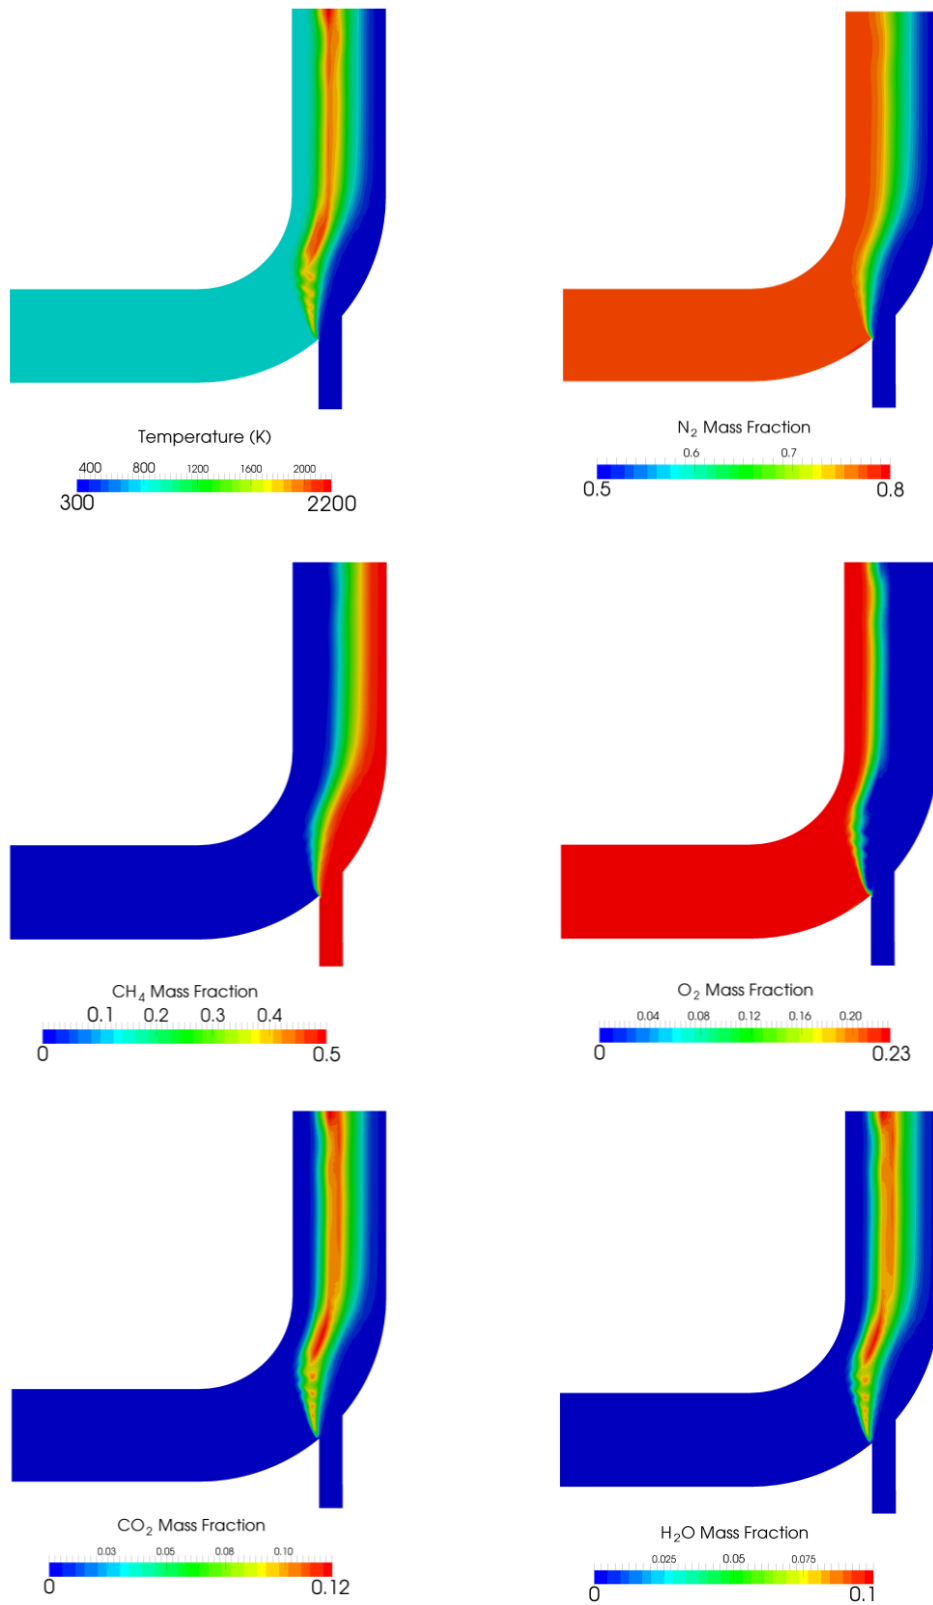 Temperature (K)
400 800 1200 1600 2000
300 2200
N₂ Mass Fraction
0.6 0.7
0.5 0.8
CH₄ Mass Fraction
0.1 0.2 0.3 0.4
0 0.5
O₂ Mass Fraction
0.04 0.08 0.12 0.16 0.20
0 0.23
CO₂ Mass Fraction
0.03 0.05 0.08 0.10
0 0.12
H₂O Mass Fraction
0.025 0.05 0.075
0 0.1